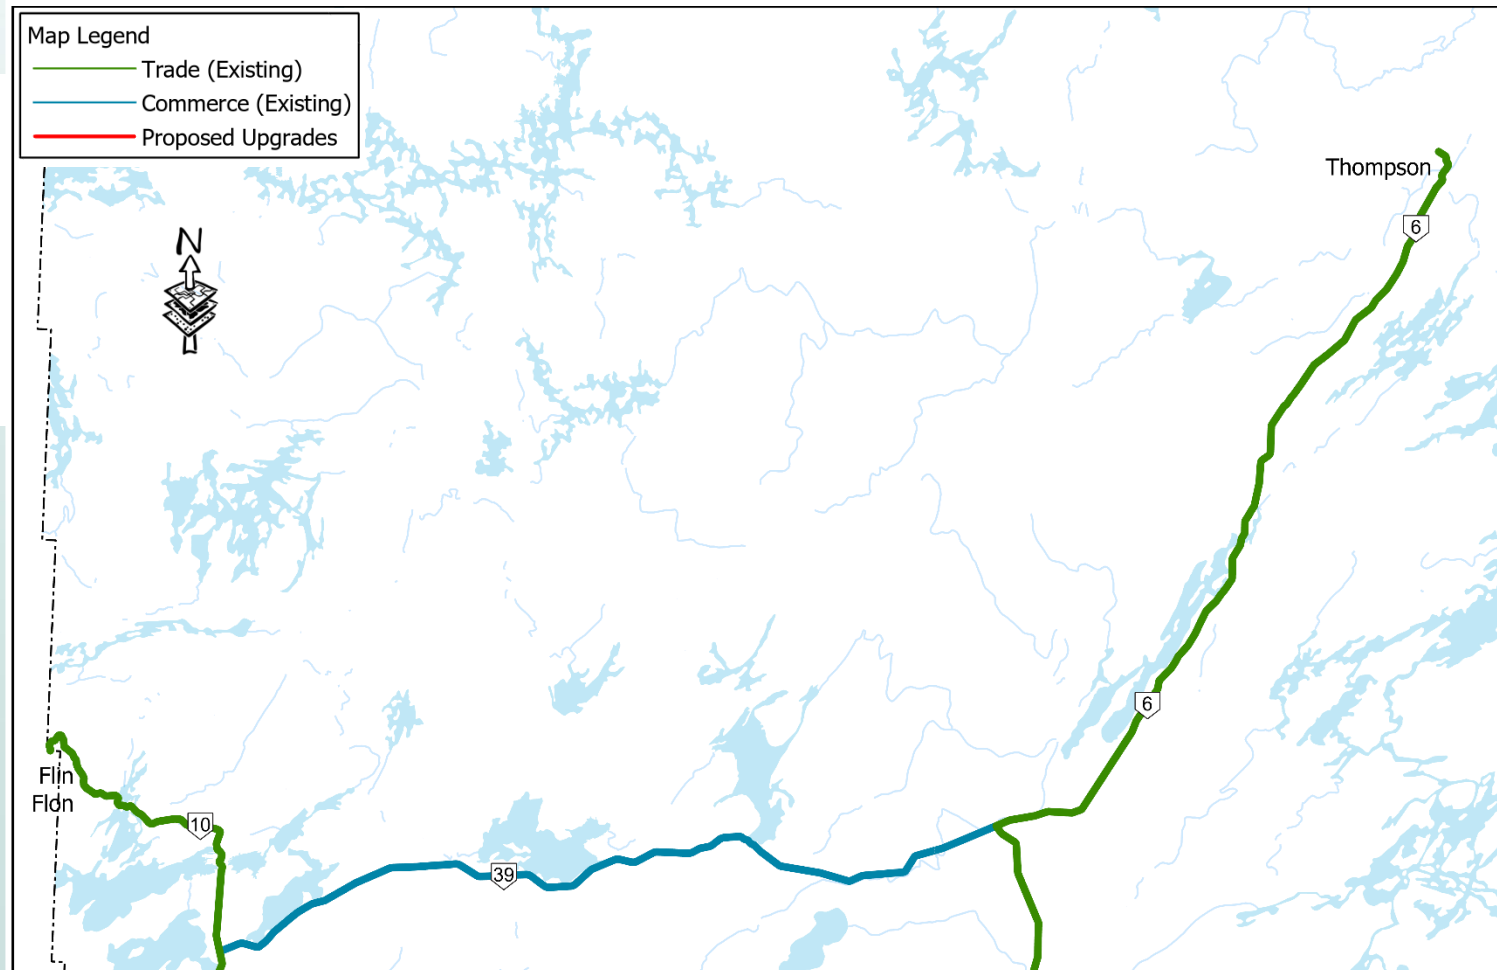 Map Legend
Trade (Existing)
Commerce (Existing)
Proposed Upgrades
N
Thompson
6
6
Flin
Flon
10
39